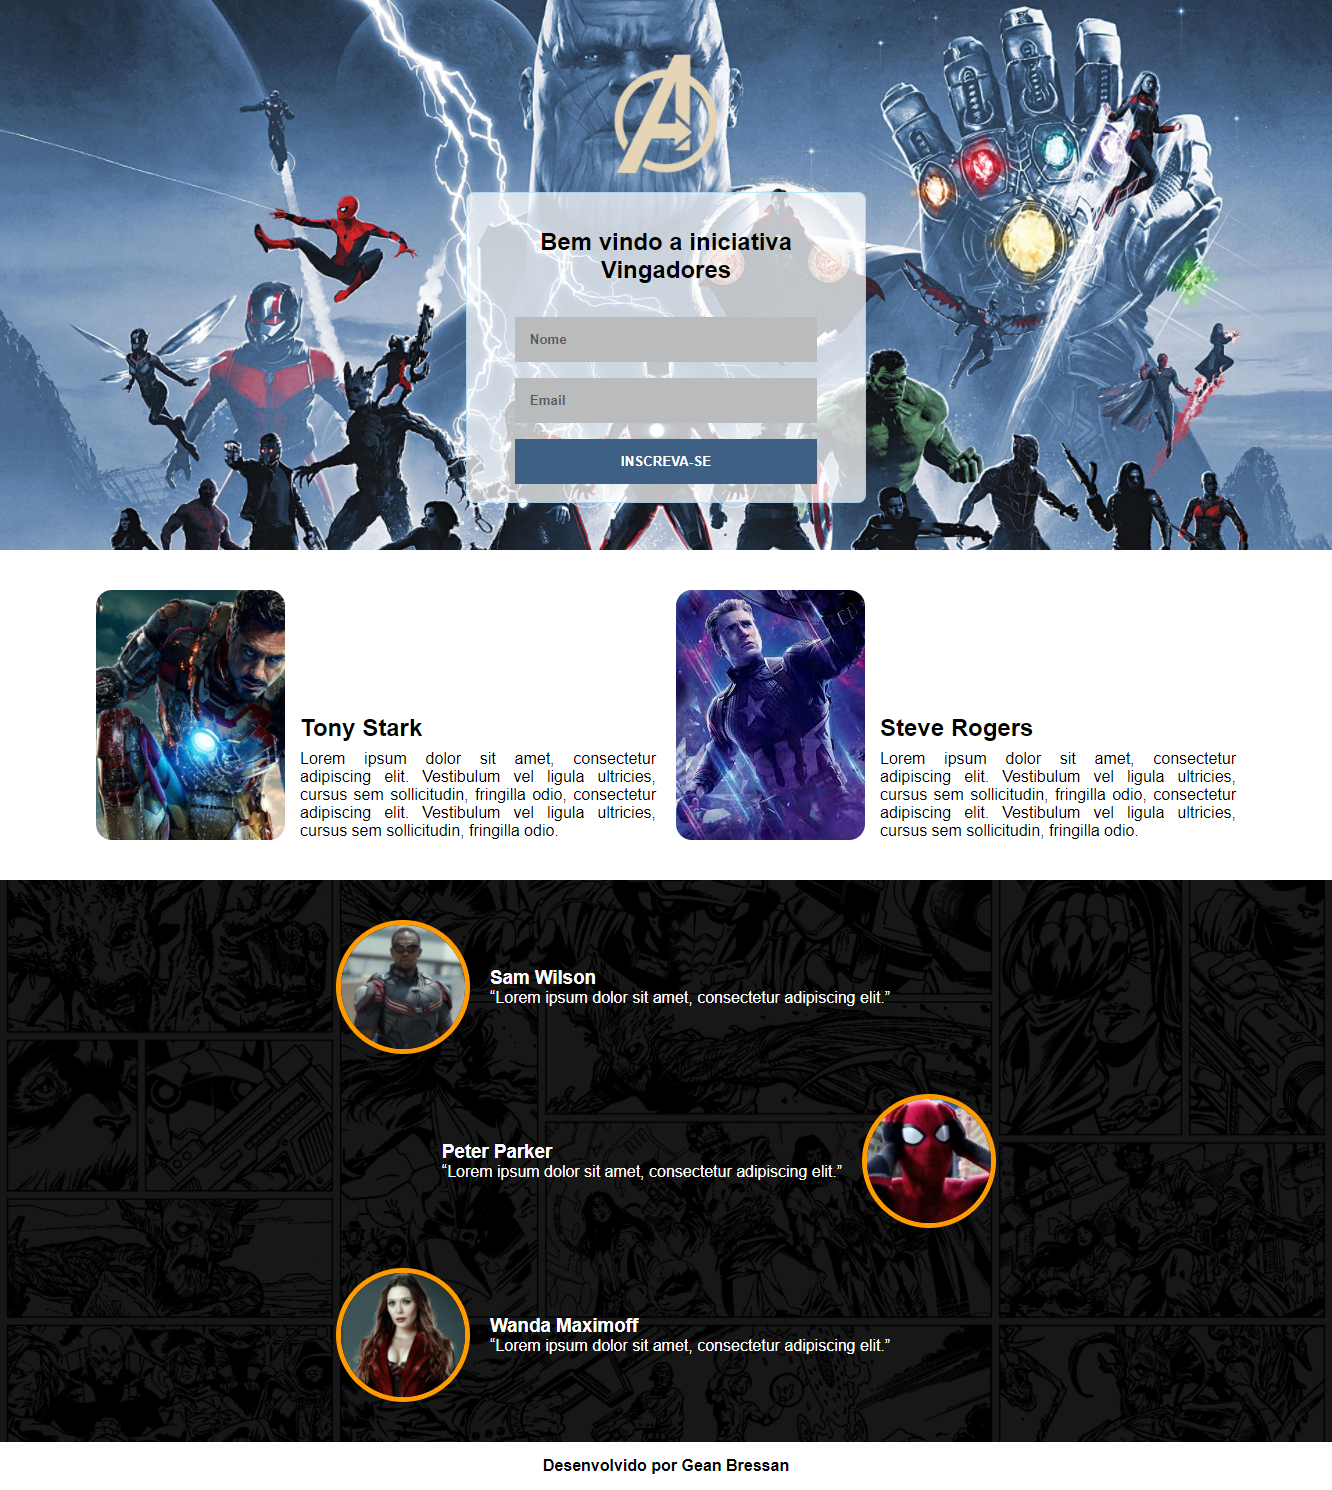 Bem vindo a iniciativa
Vingadores
Nome
Email
INSCREVA-SE
Tony Stark
Lorem ipsum dolor sit amet, consectetur
adipiscing elit. Vestibulum vel ligula ultricies,
cursus sem sollicitudin, fringilla odio, consectetur
adipiscing elit. Vestibulum vel ligula ultricies,
cursus sem sollicitudin, fringilla odio.
Steve Rogers
Lorem ipsum dolor sit amet, consectetur
adipiscing elit. Vestibulum vel ligula ultricies,
cursus sem sollicitudin, fringilla odio, consectetur
adipiscing elit. Vestibulum vel ligula ultricies,
cursus sem sollicitudin, fringilla odio.
Sam Wilson
“Lorem ipsum dolor sit amet, consectetur adipiscing elit.”
Peter Parker
“Lorem ipsum dolor sit amet, consectetur adipiscing elit.”
Wanda Maximoff
“Lorem ipsum dolor sit amet, consectetur adipiscing elit.”
Desenvolvido por Gean Bressan